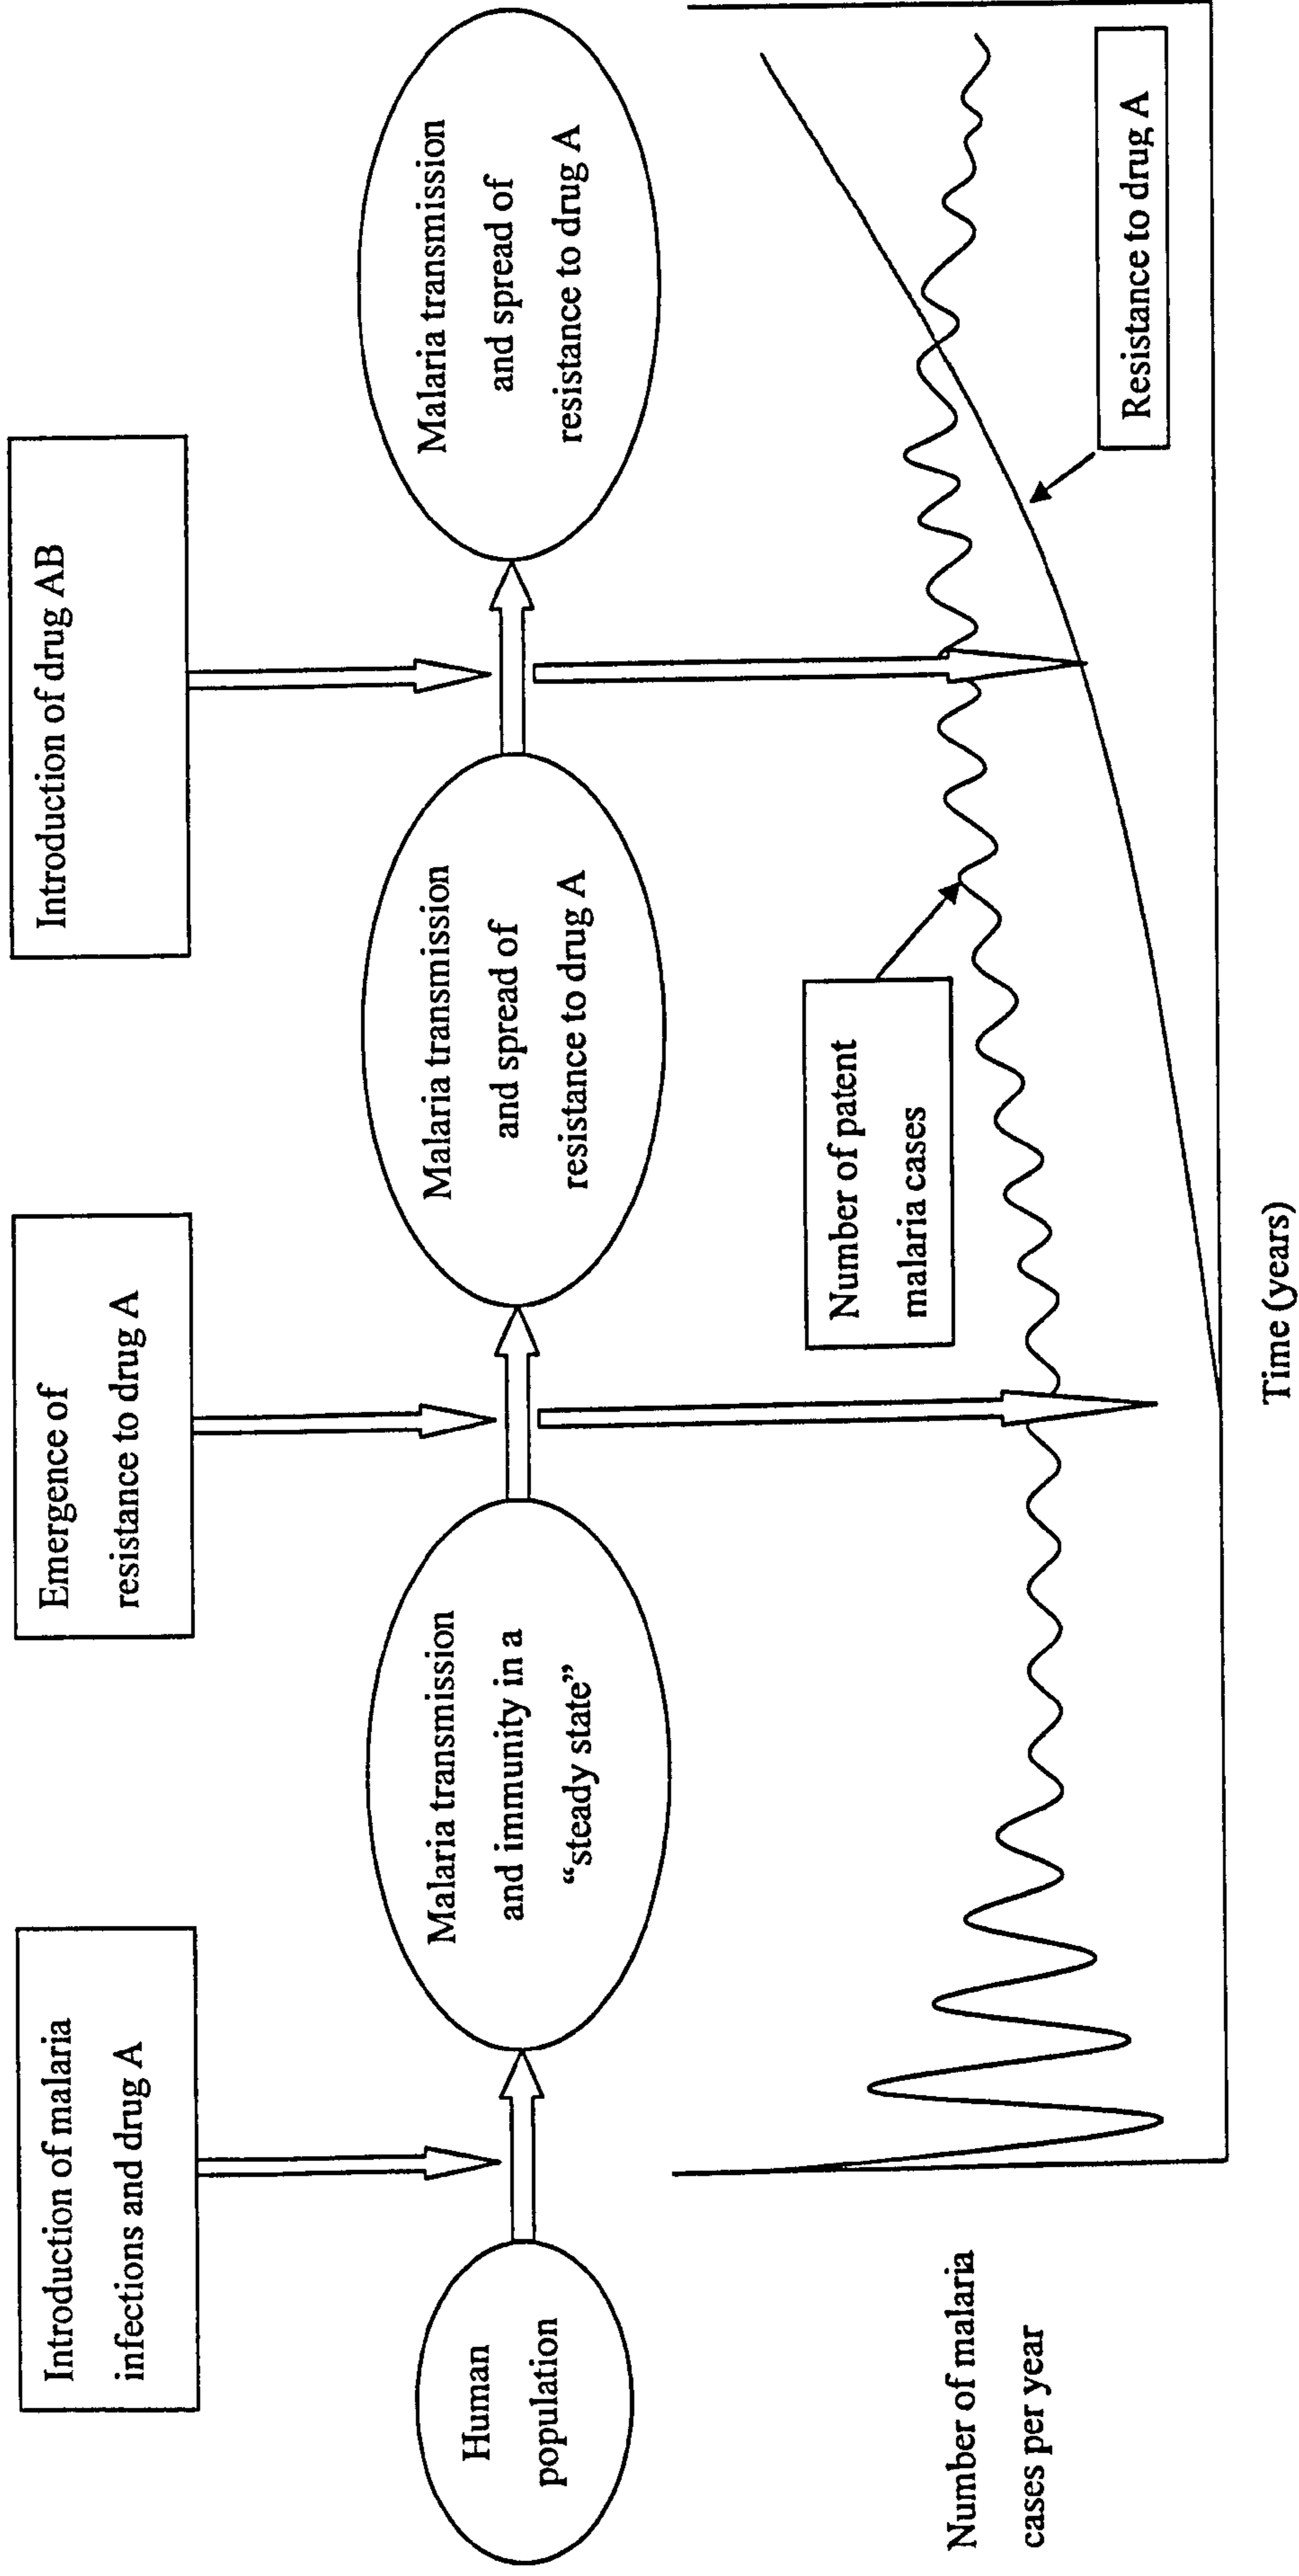 Introduction of malaria
infections and drug A
Emergence of
resistance to drug A
Introduction of drug AB
Human
population
Malaria transmission
and immunity in a
“steady state”
Malaria transmission
and spread of
resistance to drug A
Malaria transmission
and spread of
resistance to drug A
Number of malaria
cases per year
Number of patent
malaria cases
Resistance to drug A
Time (years)